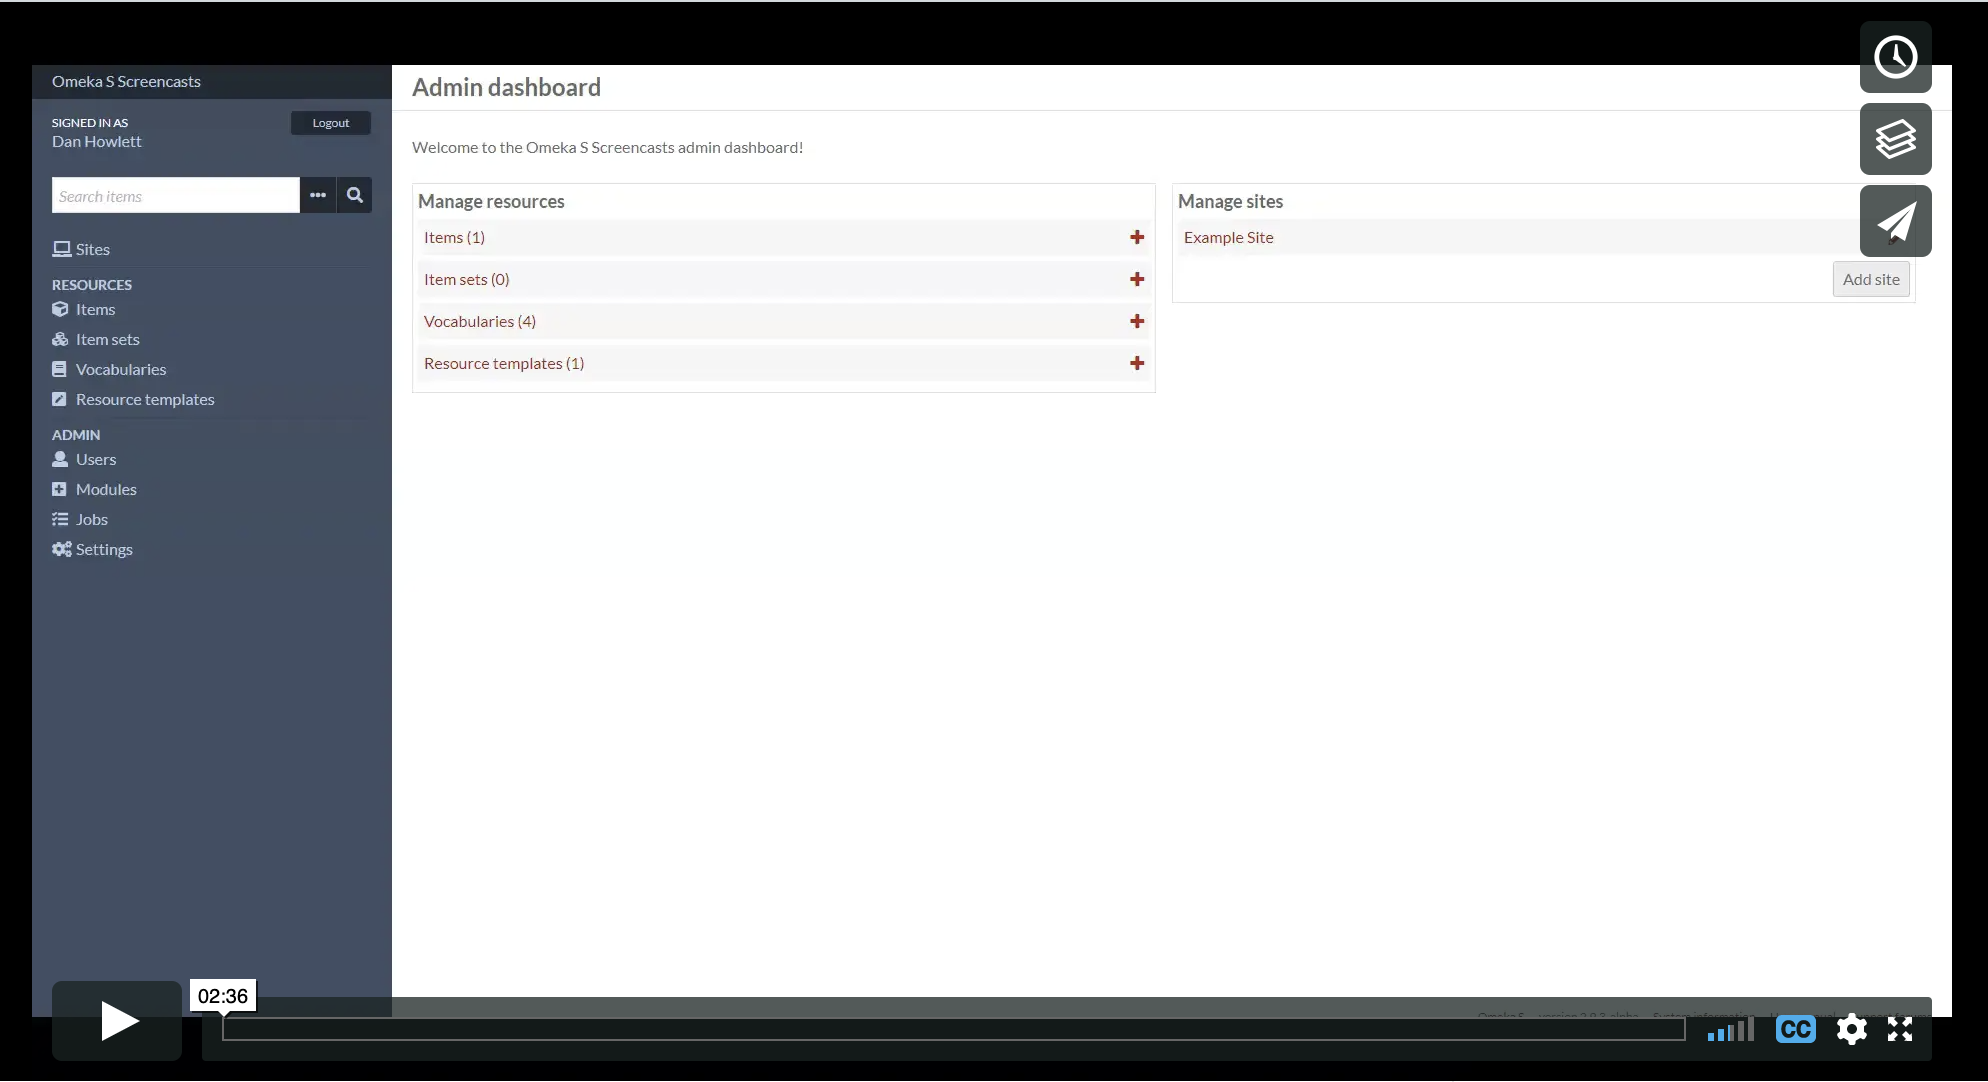 Omeka S Screencasts
SIGNED IN AS
Dan Howlett
Logout
Search items
Sites
RESOURCES
Items
Item sets
Vocabularies
Resource templates
ADMIN
Users
Modules
Jobs
Settings
Admin dashboard
Welcome to the Omeka S Screencasts admin dashboard!
Manage resources
Items (1)
Item sets (0)
Vocabularies (4)
Resource templates (1)
Manage sites
Example Site
Add site
02:36
CC